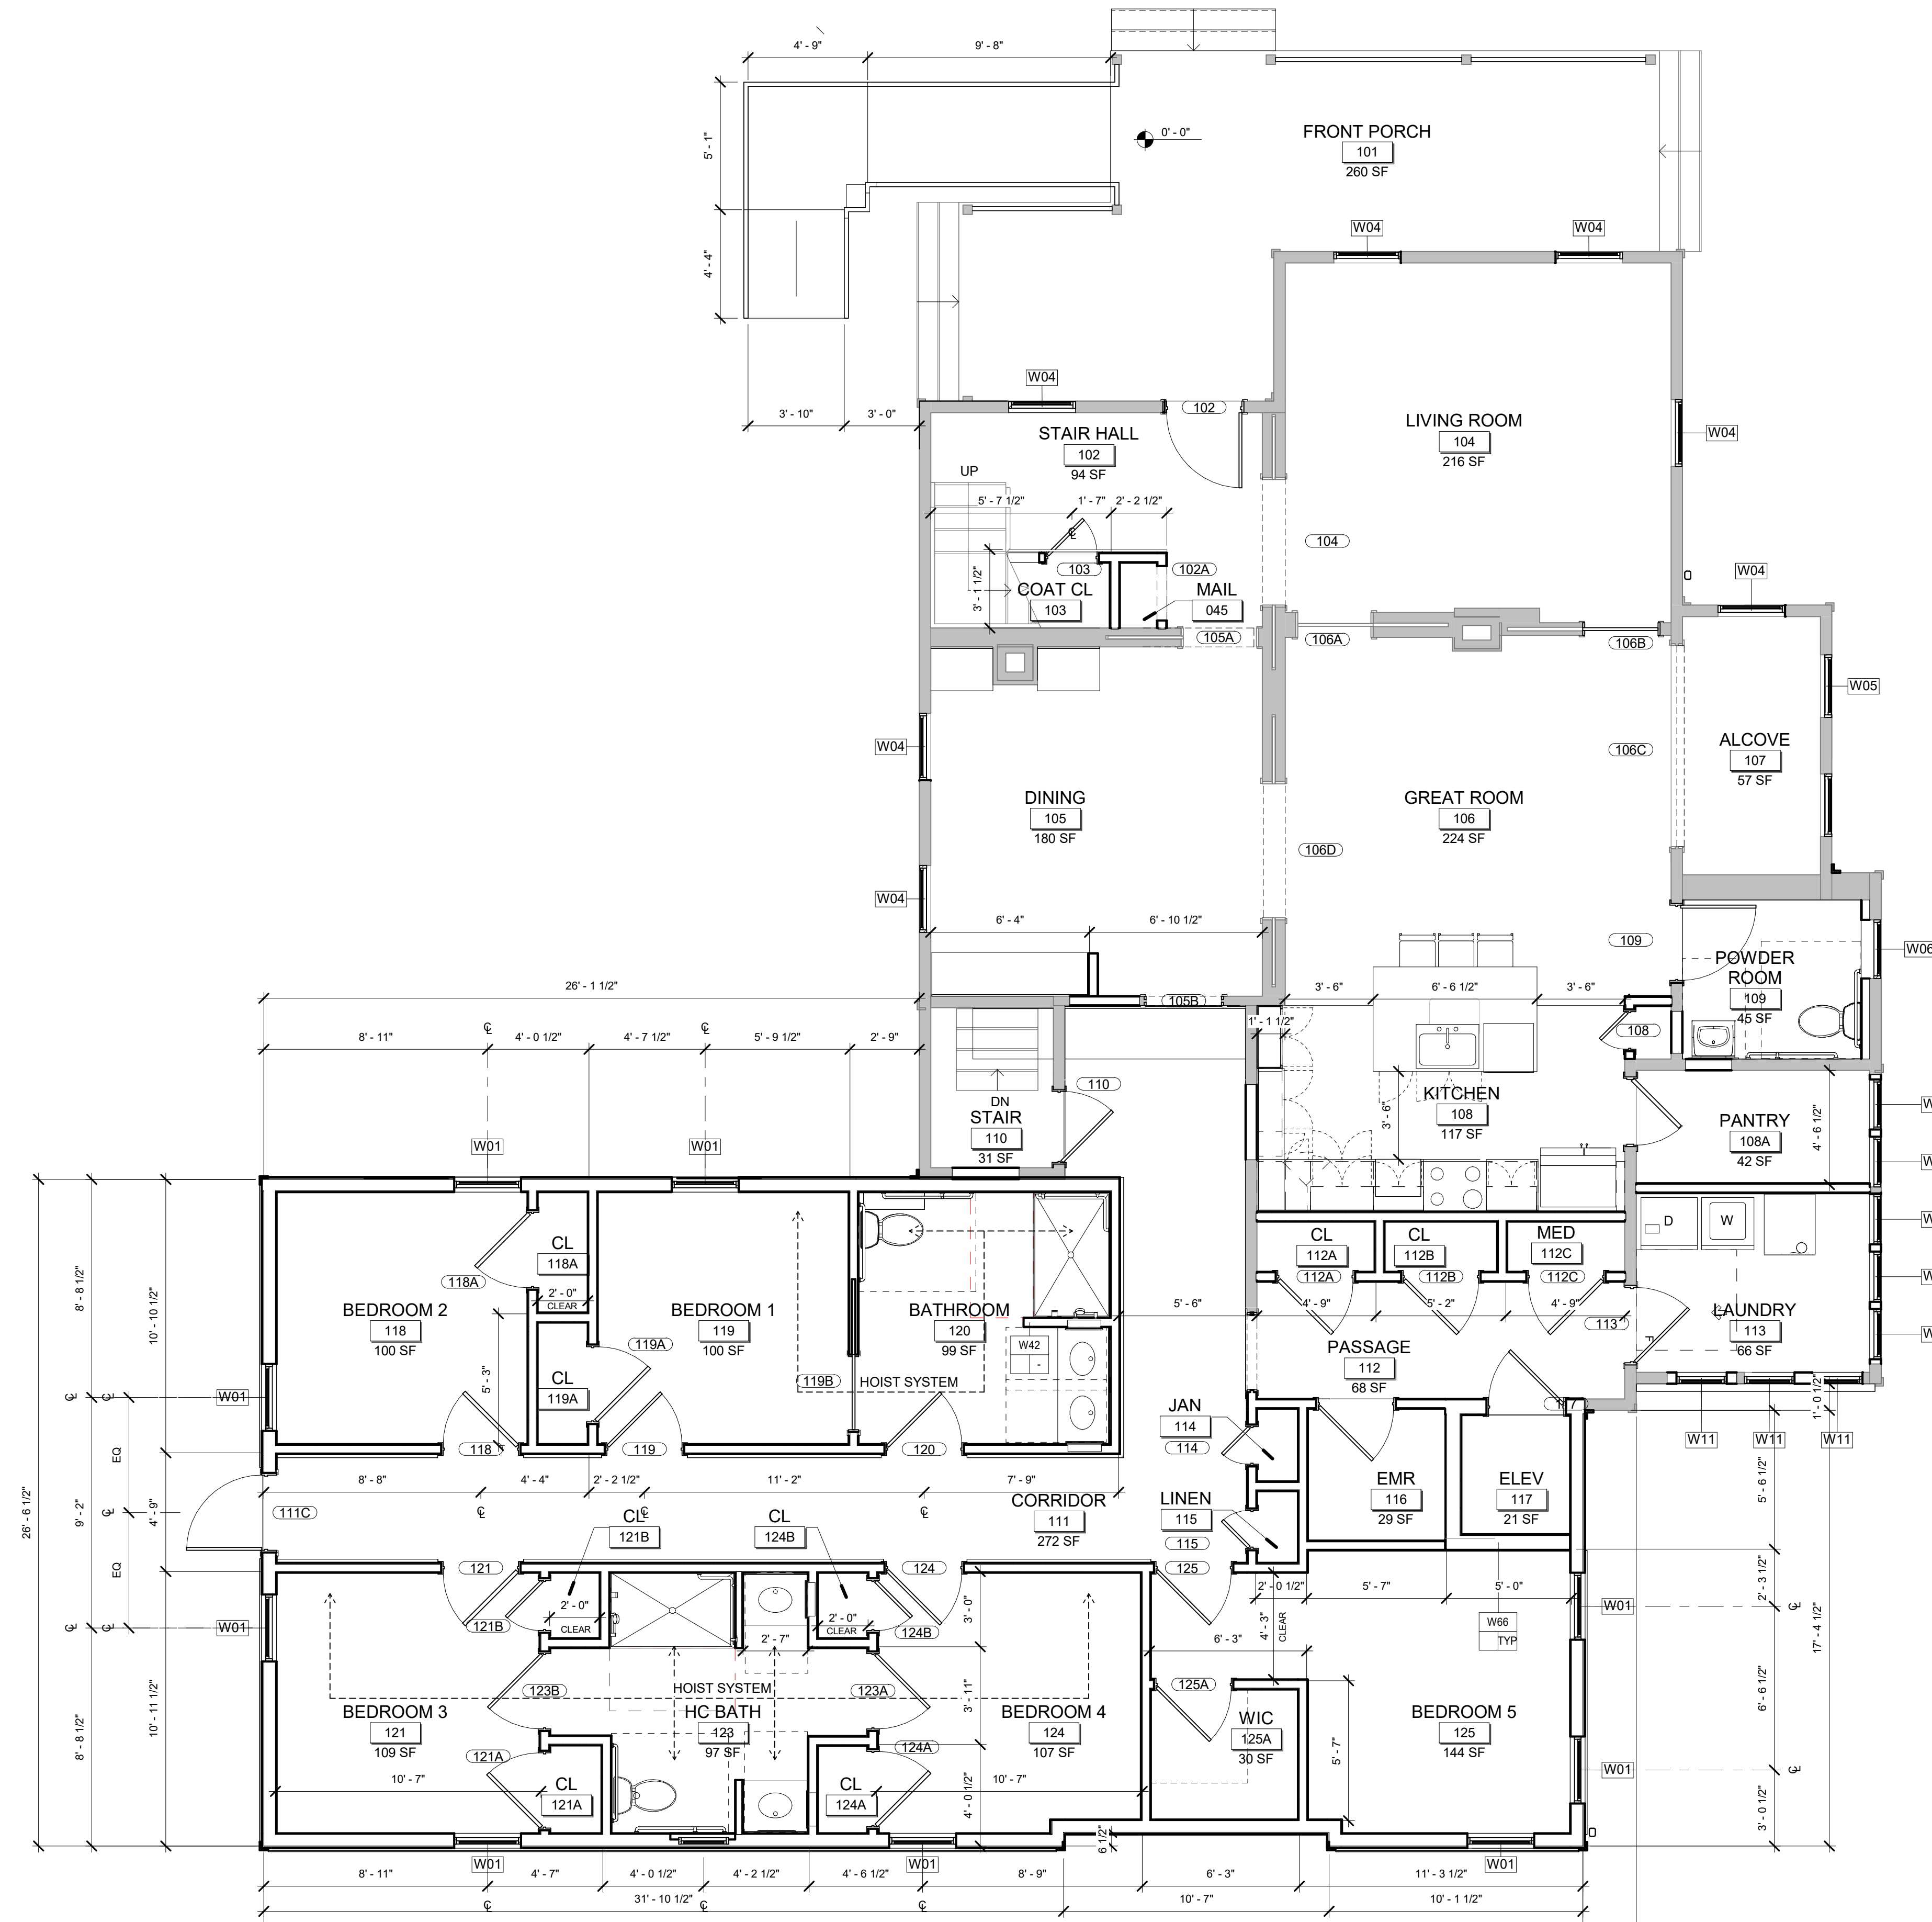 4' - 9"
9' - 8"
5' - 1"
4' - 4"
0' - 0"
FRONT PORCH
101
260 SF
W04
W04
3' - 10"
3' - 0"
W04
102
STAIR HALL
102
94 SF
LIVING ROOM
104
216 SF
W04
UP
5' - 7 1/2"
1' - 7"
2' - 2 1/2"
104
103
102A
COAT CL
103
MAIL
045
3' - 1 1/2"
W04
105A
106A
106B
W05
W04
106C
ALCOVE
107
57 SF
DINING
105
180 SF
GREAT ROOM
106
224 SF
106D
W04
6' - 4"
6' - 10 1/2"
109
W06
POWDER
ROOM
109
45 SF
26' - 1 1/2"
105B
3' - 6"
6' - 6 1/2"
3' - 6"
1' - 1 1/2"
108
8' - 11"
4' - 0 1/2"
4' - 7 1/2"
5' - 9 1/2"
2' - 9"
110
DN
STAIR
110
31 SF
KITCHEN
108
117 SF
3' - 6"
PANTRY
108A
42 SF
4' - 6 1/2"
W
W
W01
W01
D
W
W
W
W
CL
118A
118A
2' - 0"
CLEAR
CL
112A
112A
CL
112B
112B
MED
112C
112C
BEDROOM 2
118
100 SF
BEDROOM 1
119
100 SF
BATHROOM
120
99 SF
W42
-
5' - 6"
4' - 9"
5' - 2"
4' - 9"
113
LAUNDRY
113
66 SF
F
119A
119B
HOIST SYSTEM
CL
119A
5' - 3"
PASSAGE
112
68 SF
W01
26' - 6 1/2"
8' - 8 1/2"
10' - 10 1/2"
EQ
9' - 2"
4' - 9"
EQ
8' - 8 1/2"
10' - 11 1/2"
118
119
120
JAN
114
114
W11
W11
W11
1' - 0 1/2"
8' - 8"
4' - 4"
2' - 2 1/2"
11' - 2"
7' - 9"
EMR
116
29 SF
ELEV
117
21 SF
111C
CL
121B
CL
124B
CORRIDOR
111
272 SF
LINEN
115
115
5' - 6 1/2"
2' - 3 1/2"
17' - 4 1/2"
6' - 6 1/2"
3' - 0 1/2"
121
124
125
2' - 0 1/2"
5' - 7"
5' - 0"
W01
W01
121B
2' - 0"
CLEAR
2' - 0"
CLEAR
124B
2' - 7"
3' - 0"
6' - 3"
4' - 3"
CLEAR
W66
TYP
123B
HOIST SYSTEM
123A
125A
3' - 11"
BEDROOM 3
121
109 SF
HC BATH
123
97 SF
BEDROOM 4
124
107 SF
WIC
125A
30 SF
BEDROOM 5
125
144 SF
121A
124A
5' - 7"
W01
10' - 7"
CL
121A
CL
124A
10' - 7"
4' - 0 1/2"
6 1/2"
W01
W01
W01
8' - 11"
4' - 7"
4' - 0 1/2"
4' - 2 1/2"
4' - 6 1/2"
8' - 9"
6' - 3"
11' - 3 1/2"
31' - 10 1/2"
10' - 7"
10' - 1 1/2"